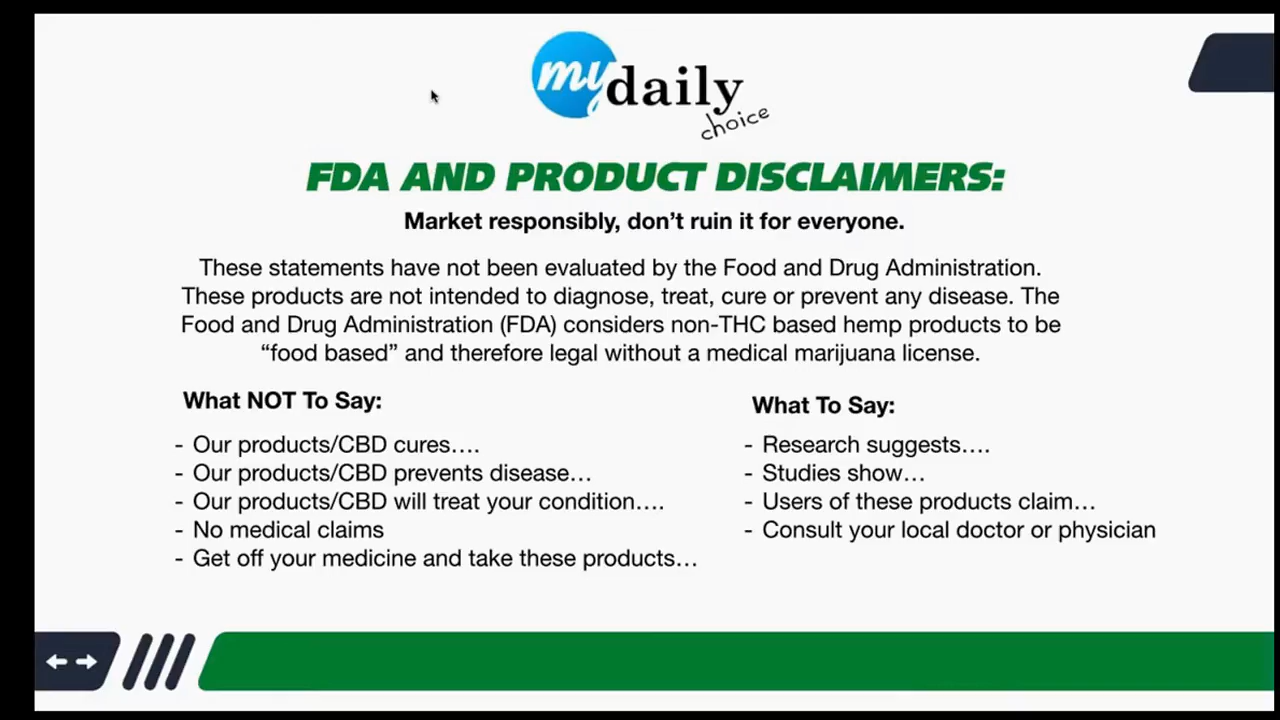 my daily
choice
FDA AND PRODUCT DISCLAIMERS:
Market responsibly, don't ruin it for everyone.
These statements have not been evaluated by the Food and Drug Administration.
These products are not intended to diagnose, treat, cure or prevent any disease. The
Food and Drug Administration (FDA) considers non-THC based hemp products to be
“food based” and therefore legal without a medical marijuana license.
What NOT To Say:
- Our products/CBD cures….
- Our products/CBD prevents disease…
- Our products/CBD will treat your condition….
- No medical claims
- Get off your medicine and take these products…
What To Say:
- Research suggests….
- Studies show…
- Users of these products claim…
- Consult your local doctor or physician